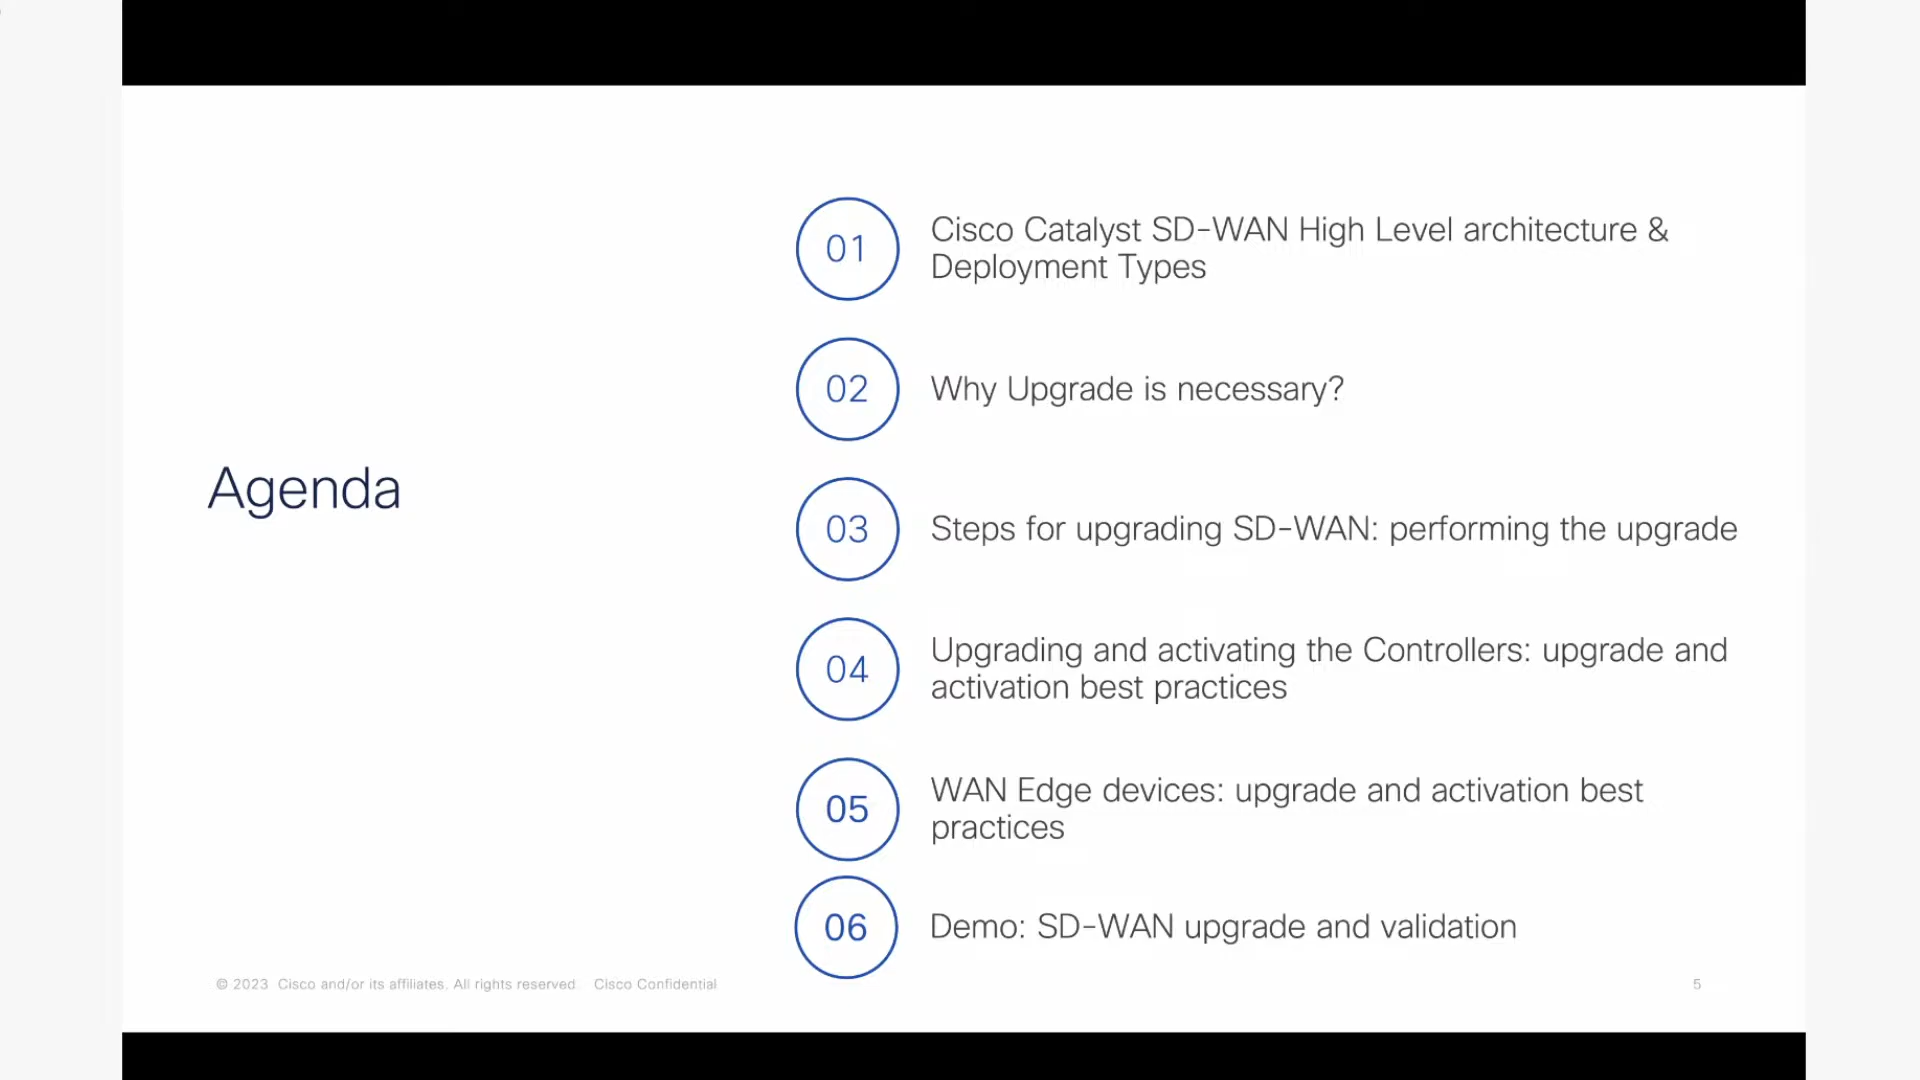 Agenda
01
Cisco Catalyst SD-WAN High Level architecture &
Deployment Types
02
Why Upgrade is necessary?
03
Steps for upgrading SD-WAN: performing the upgrade
04
Upgrading and activating the Controllers: upgrade and
activation best practices
05
WAN Edge devices: upgrade and activation best
practices
06
Demo: SD-WAN upgrade and validation
© 2023 Cisco and/or its affiliates. All rights reserved Cisco Confidential
5